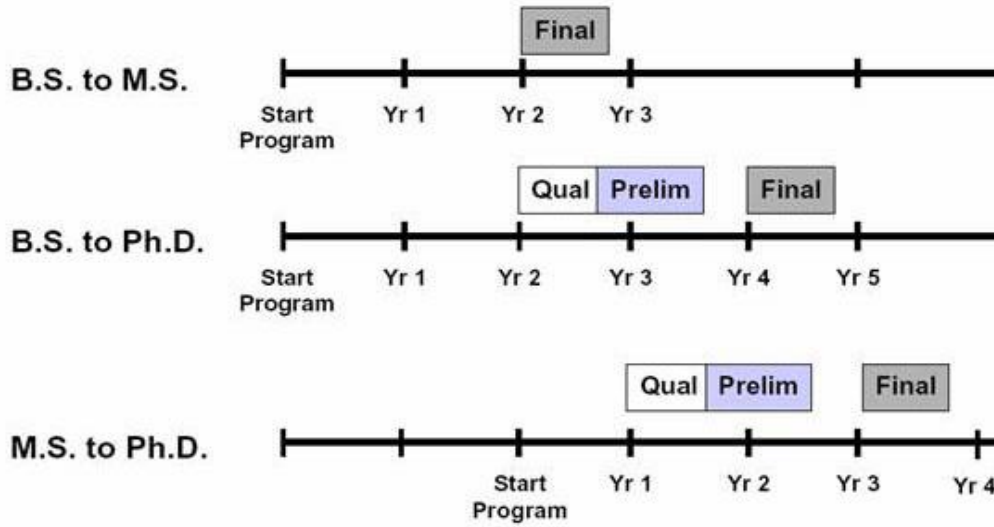 Final
B.S. to M.S.
Start
Program
Yr 1
Yr 2
Yr 3
Qual
Prelim
Final
B.S. to Ph.D.
Start
Program
Yr 1
Yr 2
Yr 3
Yr 4
Yr 5
Qual
Prelim
Final
M.S. to Ph.D.
Start
Program
Yr 1
Yr 2
Yr 3
Yr 4